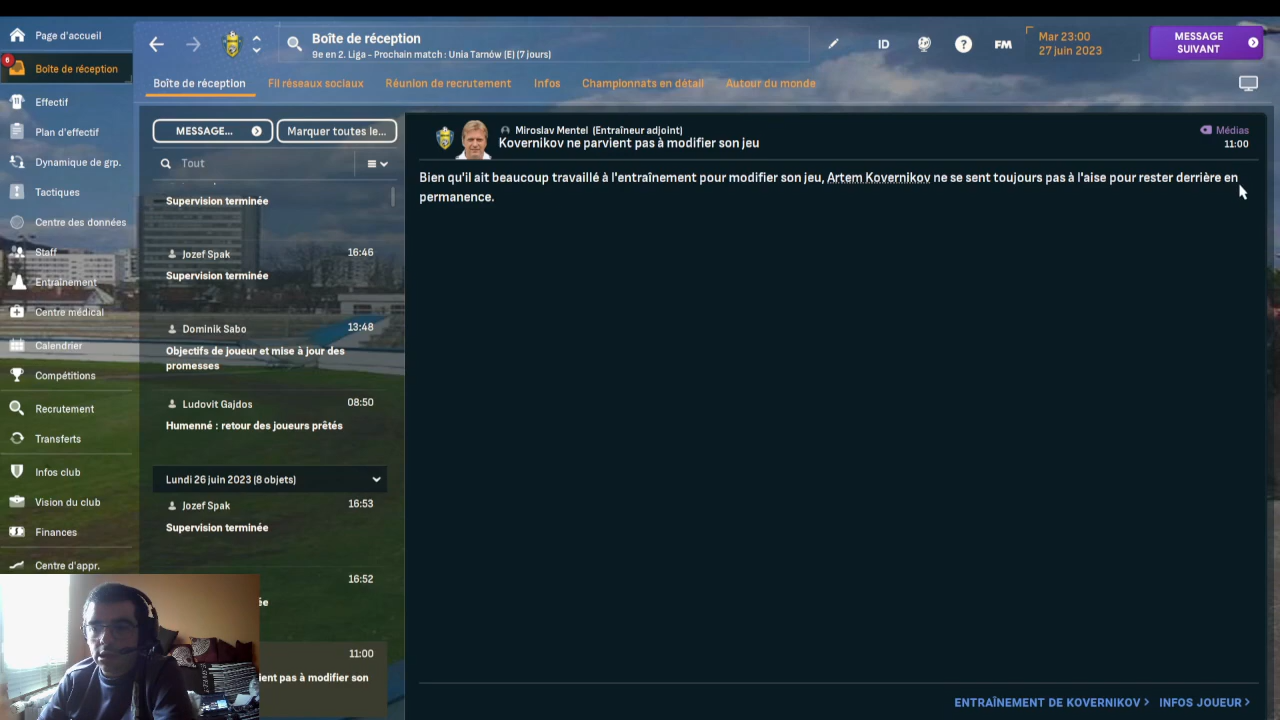 Page d'accueil
6
Boîte de réception
Effectif
Plan d'effectif
Dynamique de grp.
Tactiques
Centre des données
Staff
Entraînement
Centre médical
Calendrier
Compétitions
Recrutement
Transferts
Infos club
Vision du club
Finances
Centre d'appr.
Boîte de réception
9e en 2. Liga - Prochain match : Unia Tarnów (E) (7 jours)
ID
?
FM
Mar 23:00
27 juin 2023
MESSAGE
SUIVANT
Boîte de réception
Fil réseaux sociaux
Réunion de recrutement
Infos
Championnats en détail
Autour du monde
MESSAGE...
Marquer toutes le...
Tout
Supervision terminée
Jozef Spak 16:46
Supervision terminée
Dominik Sabo 13:48
Objectifs de joueur et mise à jour des
promesses
Ludovit Gajdos 08:50
Humenné : retour des joueurs prêtés
Lundi 26 juin 2023 (8 objets)
Jozef Spak 16:53
Supervision terminée
16:52
ée
11:00
ient pas à modifier son
Miroslav Mentel (Entraîneur adjoint)
Kovernikov ne parvient pas à modifier son jeu
Médias
11:00
Bien qu'il ait beaucoup travaillé à l'entraînement pour modifier son jeu, Artem Kovernikov ne se sent toujours pas à l'aise pour rester derrière en
permanence.
ENTRAÎNEMENT DE KOVERNIKOV >
INFOS JOUEUR >